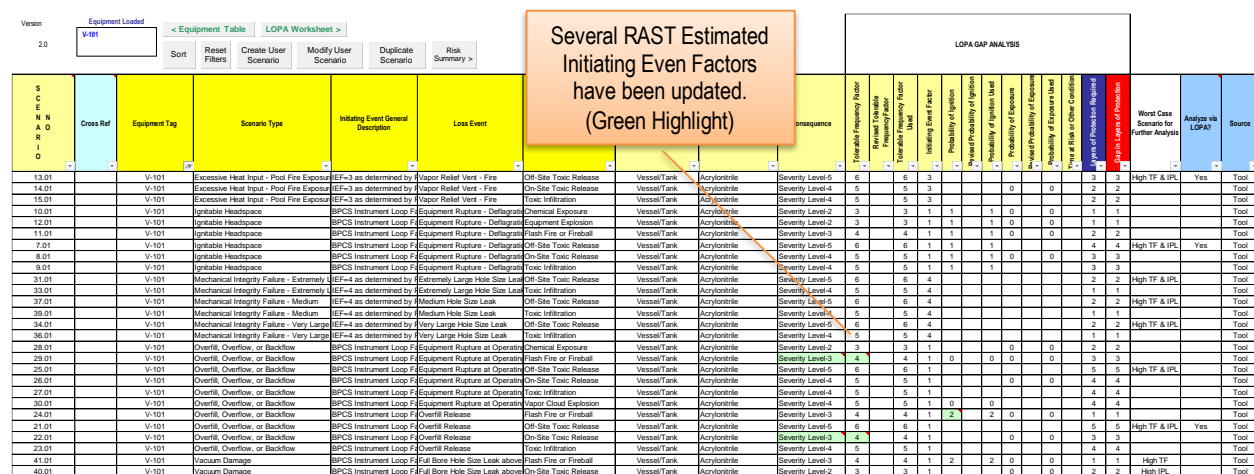 Version
2.0
Equipment Loaded
V-101
< Equipment Table
LOPA Worksheet >
Sort
Reset Filters
Create User Scenario
Modify User Scenario
Duplicate Scenario
Risk Summary >
Several RAST Estimated
Initiating Even Factors
have been updated.
(Green Highlight)
LOPA GAP ANALYSIS
SCENARIO NO
Cross Ref
Equipment Tag
Scenario Type
Initiating Event General Description
Loss Event
onsequence
Tolerable Frequency Factor
Revised Tolerable Frequency Factor
Tolerable Frequency Factor Used
Initiating Event Factor
Probability of Ignition
Revised Probability of Ignition
Probability of Ignition Used
Probability of Exposure
Revised Probability of Exposure
Probability of Exposure Used
Time at Risk or Other Condition
Layers of Protection Required
Gap in Layers of Protection
Worst Case Scenario for Further Analysis
Analyze via LOPA?
Source
13.01 V-101 Excessive Heat Input - Pool Fire Exposur IEF=3 as determined by F Vapor Relief Vent - Fire Off-Site Toxic Release Vessel/Tank Acrylonitrile Severity Level-5 6 6 3 3 3 High TF & IPL Yes Tool
14.01 V-101 Excessive Heat Input - Pool Fire Exposur IEF=3 as determined by F Vapor Relief Vent - Fire On-Site Toxic Release Vessel/Tank Acrylonitrile Severity Level-4 5 5 3 0 0 2 2 Tool
15.01 V-101 Excessive Heat Input - Pool Fire Exposur IEF=3 as determined by F Vapor Relief Vent - Fire Toxic Infiltration Vessel/Tank Acrylonitrile Severity Level-4 5 5 3 2 2 Tool
10.01 V-101 Ignitable Headspace BPCS Instrument Loop Fa Equipment Rupture - Deflagratic Chemical Exposure Vessel/Tank Acrylonitrile Severity Level-2 3 3 1 1 1 0 0 1 1 Tool
12.01 V-101 Ignitable Headspace BPCS Instrument Loop Fa Equipment Rupture - Deflagratic Equipment Explosion Vessel/Tank Acrylonitrile Severity Level-2 3 3 1 1 1 0 0 1 1 Tool
11.01 V-101 Ignitable Headspace BPCS Instrument Loop Fa Equipment Rupture - Deflagratic Flash Fire or Fireball Vessel/Tank Acrylonitrile Severity Level-3 4 4 1 1 1 0 0 2 2 Tool
7.01 V-101 Ignitable Headspace BPCS Instrument Loop Fa Equipment Rupture - Deflagratic Off-Site Toxic Release Vessel/Tank Acrylonitrile Severity Level-5 6 6 1 1 1 4 4 High TF & IPL Yes Tool
8.01 V-101 Ignitable Headspace BPCS Instrument Loop Fa Equipment Rupture - Deflagratic On-Site Toxic Release Vessel/Tank Acrylonitrile Severity Level-4 5 5 1 1 1 0 0 3 3 Tool
9.01 V-101 Ignitable Headspace BPCS Instrument Loop Fa Equipment Rupture - Deflagratic Toxic Infiltration Vessel/Tank Acrylonitrile Severity Level-4 5 5 1 1 1 3 3 Tool
31.01 V-101 Mechanical Integrity Failure - Extremely L IEF=4 as determined by F Extremely Large Hole Size Leak Off-Site Toxic Release Vessel/Tank Acrylonitrile Severity Level-5 6 6 4 2 2 High TF & IPL Tool
33.01 V-101 Mechanical Integrity Failure - Extremely L IEF=4 as determined by F Extremely Large Hole Size Leak Toxic Infiltration Vessel/Tank Acrylonitrile Severity Level-4 5 5 4 1 1 Tool
37.01 V-101 Mechanical Integrity Failure - Medium IEF=4 as determined by F Medium Hole Size Leak Off-Site Toxic Release Vessel/Tank Acrylonitrile Severity Level-5 6 6 4 2 2 High TF & IPL Tool
39.01 V-101 Mechanical Integrity Failure - Medium IEF=4 as determined by F Medium Hole Size Leak Toxic Infiltration Vessel/Tank Acrylonitrile Severity Level-4 5 5 4 1 1 Tool
34.01 V-101 Mechanical Integrity Failure - Very Large IEF=4 as determined by F Very Large Hole Size Leak Off-Site Toxic Release Vessel/Tank Acrylonitrile Severity Level-5 6 6 4 2 2 High TF & IPL Tool
36.01 V-101 Mechanical Integrity Failure - Very Large IEF=4 as determined by F Very Large Hole Size Leak Toxic Infiltration Vessel/Tank Acrylonitrile Severity Level-4 5 5 4 1 1 Tool
28.01 V-101 Overfill, Overflow, or Backflow BPCS Instrument Loop Fa Equipment Rupture at Operatin Chemical Exposure Vessel/Tank Acrylonitrile Severity Level-2 3 3 1 0 0 2 2 Tool
29.01 V-101 Overfill, Overflow, or Backflow BPCS Instrument Loop Fa Equipment Rupture at Operatin Flash Fire or Fireball Vessel/Tank Acrylonitrile Severity Level-3 4 4 1 0 0 0 0 3 3 Tool
25.01 V-101 Overfill, Overflow, or Backflow BPCS Instrument Loop Fa Equipment Rupture at Operatin Off-Site Toxic Release Vessel/Tank Acrylonitrile Severity Level-5 6 6 1 5 5 High TF & IPL Tool
26.01 V-101 Overfill, Overflow, or Backflow BPCS Instrument Loop Fa Equipment Rupture at Operatin On-Site Toxic Release Vessel/Tank Acrylonitrile Severity Level-4 5 5 1 0 0 4 4 Tool
27.01 V-101 Overfill, Overflow, or Backflow BPCS Instrument Loop Fa Equipment Rupture at Operatin Toxic Infiltration Vessel/Tank Acrylonitrile Severity Level-4 5 5 1 4 4 Tool
30.01 V-101 Overfill, Overflow, or Backflow BPCS Instrument Loop Fa Equipment Rupture at Operatin Vapor Cloud Explosion Vessel/Tank Acrylonitrile Severity Level-4 5 5 1 0 0 4 4 Tool
24.01 V-101 Overfill, Overflow, or Backflow BPCS Instrument Loop Fa Overfill Release Flash Fire or Fireball Vessel/Tank Acrylonitrile Severity Level-3 4 4 1 2 2 0 0 1 1 Tool
21.01 V-101 Overfill, Overflow, or Backflow BPCS Instrument Loop Fa Overfill Release Off-Site Toxic Release Vessel/Tank Acrylonitrile Severity Level-5 6 6 1 5 5 High TF & IPL Yes Tool
22.01 V-101 Overfill, Overflow, or Backflow BPCS Instrument Loop Fa Overfill Release On-Site Toxic Release Vessel/Tank Acrylonitrile Severity Level-3 4 4 1 0 0 3 3 Tool
23.01 V-101 Overfill, Overflow, or Backflow BPCS Instrument Loop Fa Overfill Release Toxic Infiltration Vessel/Tank Acrylonitrile Severity Level-4 5 5 1 4 4 Tool
41.01 V-101 Vacuum Damage BPCS Instrument Loop Fa Full Bore Hole Size Leak above Flash Fire or Fireball Vessel/Tank Acrylonitrile Severity Level-3 4 4 1 2 2 0 0 1 1 High TF Tool
40.01 V-101 Vacuum Damage BPCS Instrument Loop Fa Full Bore Hole Size Leak above On-Site Toxic Release Vessel/Tank Acrylonitrile Severity Level-2 3 3 1 0 0 2 2 High IPL Tool